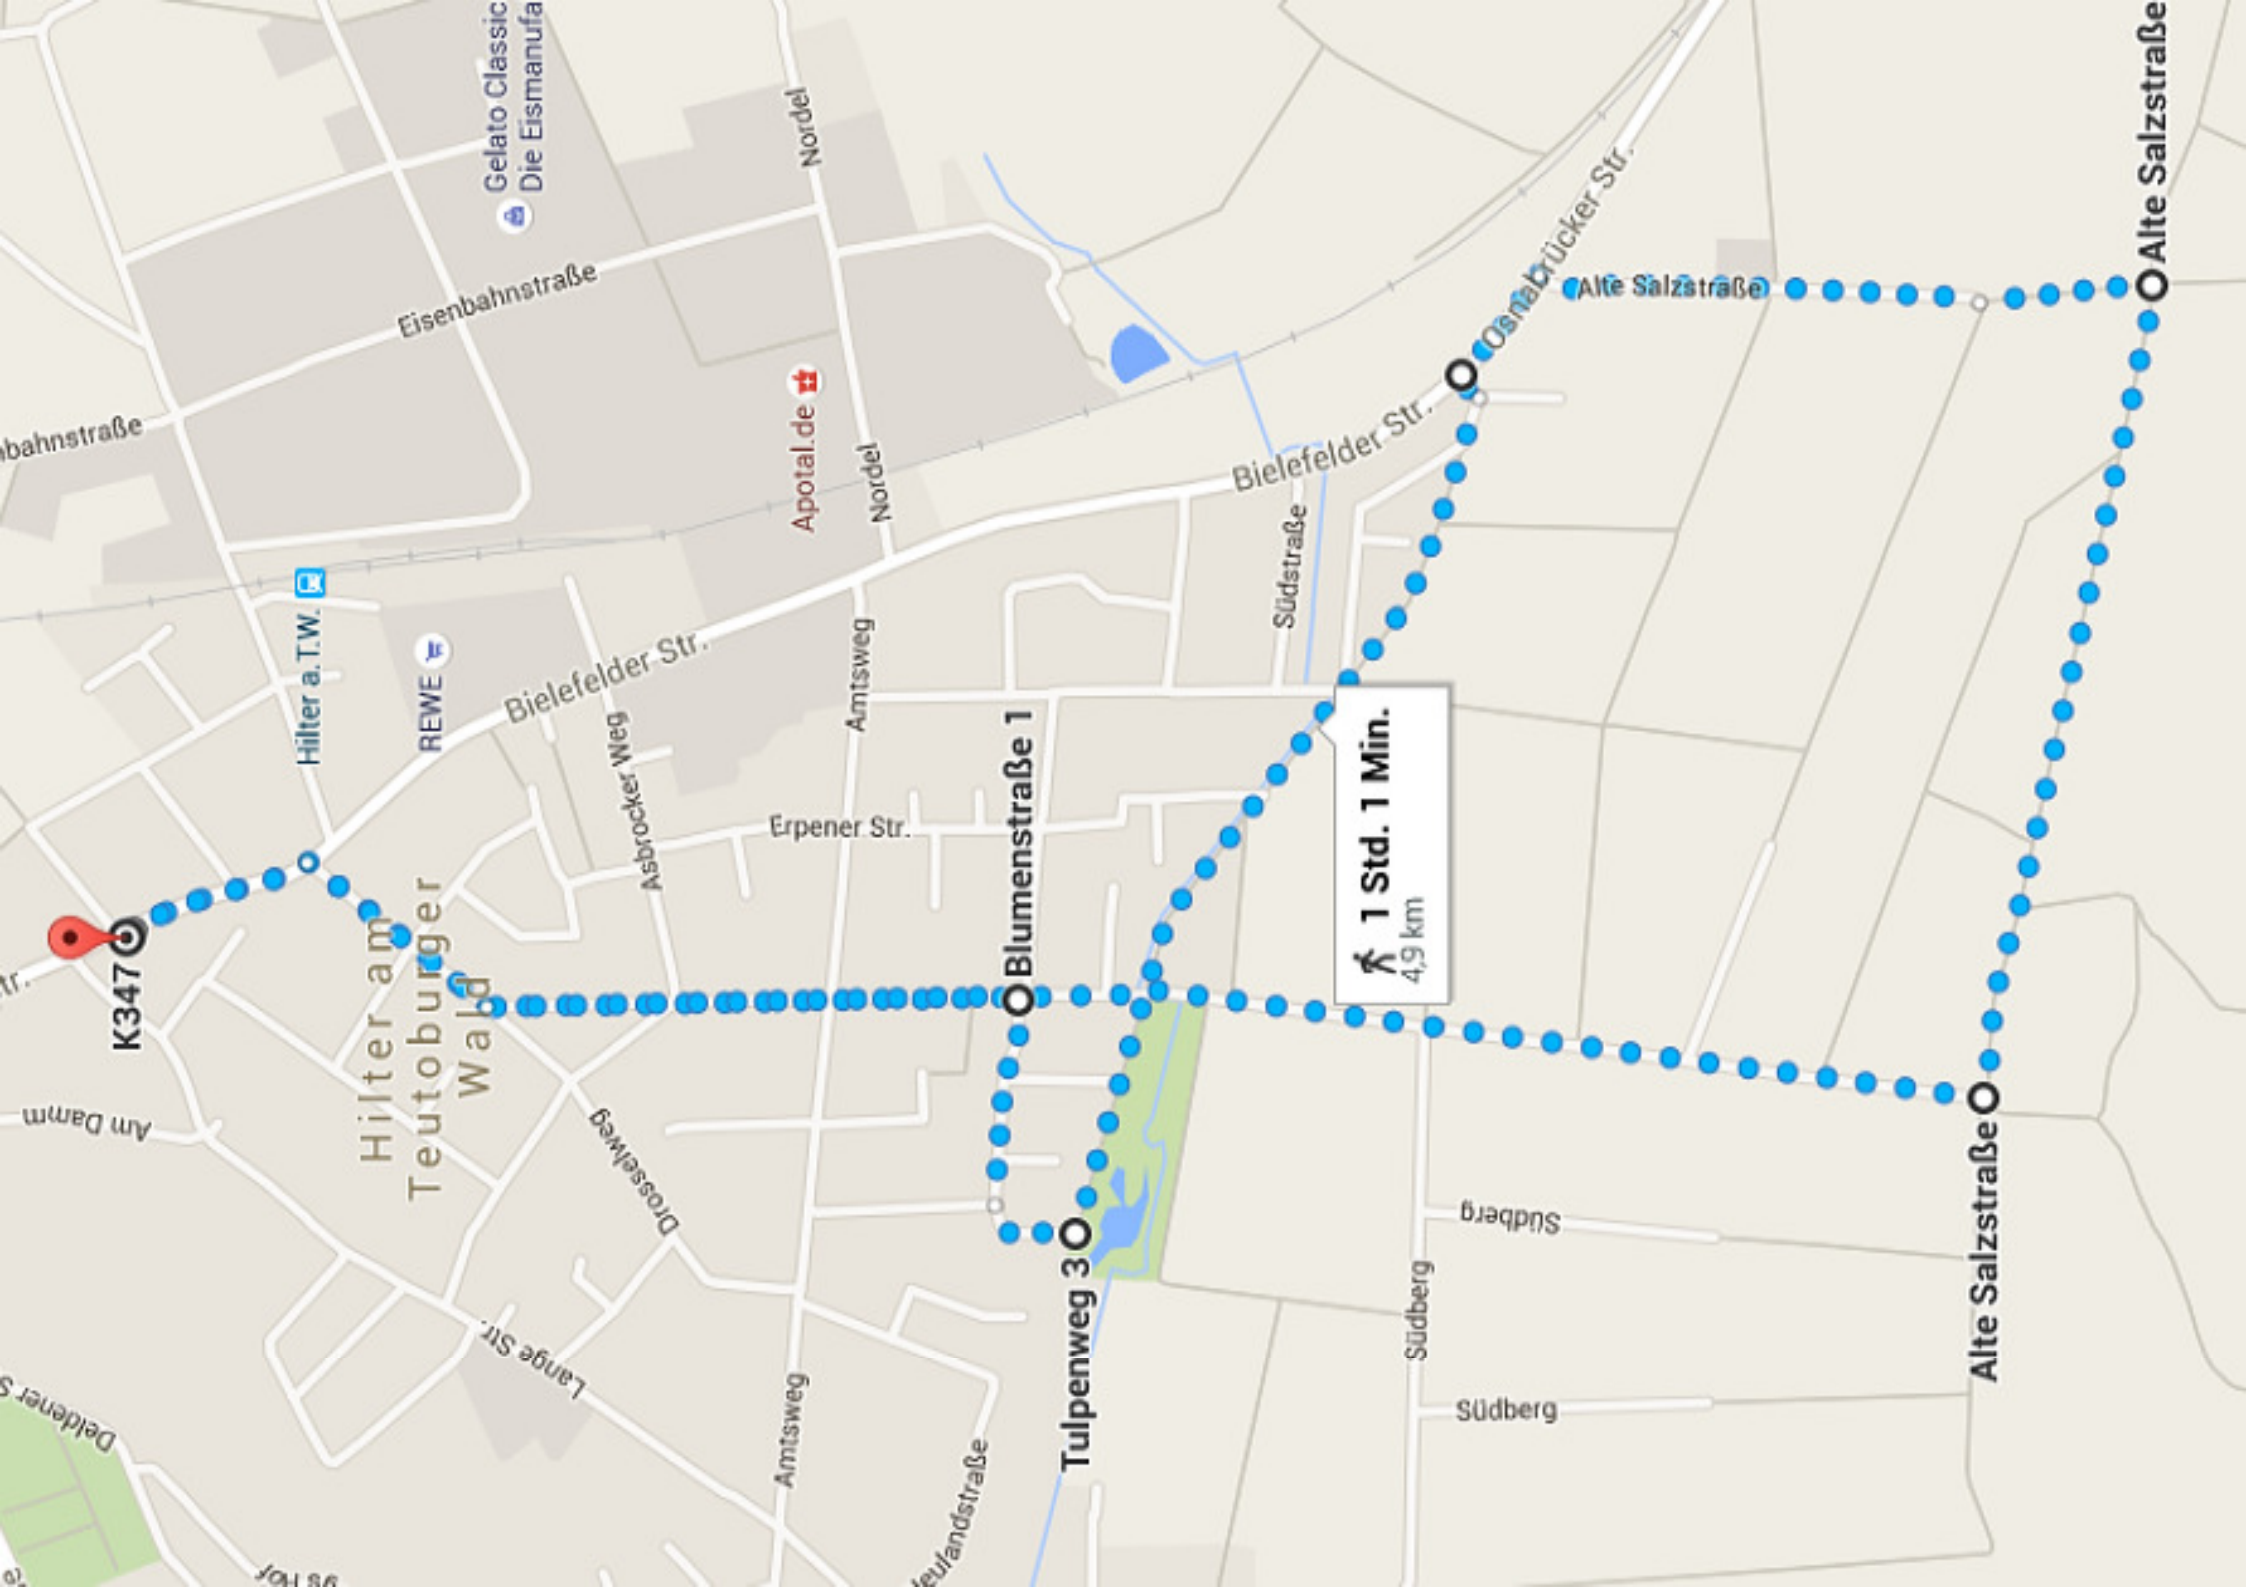 Gelato Classic
Die Eismanufa
Nordel
Alte Salzstraße
Osnabrücker Str.
Alte Salzstraße
Eisenbahnstraße
Apotal.de
Nordel
Bielefelder Str.
Südstraße
Hilter a.T.W.
REWE
Bielefelder Str.
Amtsweg
Asbrocker Weg
Blumenstraße 1
Erpener Str.
1 Std. 1 Min.
4,9 km
K347
Hilter am
Teutoburger
Wald
Am Damm
Drosselweg
Lange Str.
Tulpenweg 3
Südberg
Südberg
Südberg
Alte Salzstraße
Amtsweg